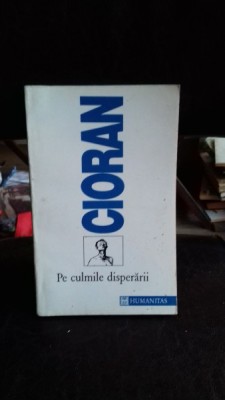 CIORAN
Pe culmile disperării
HUMANITAS